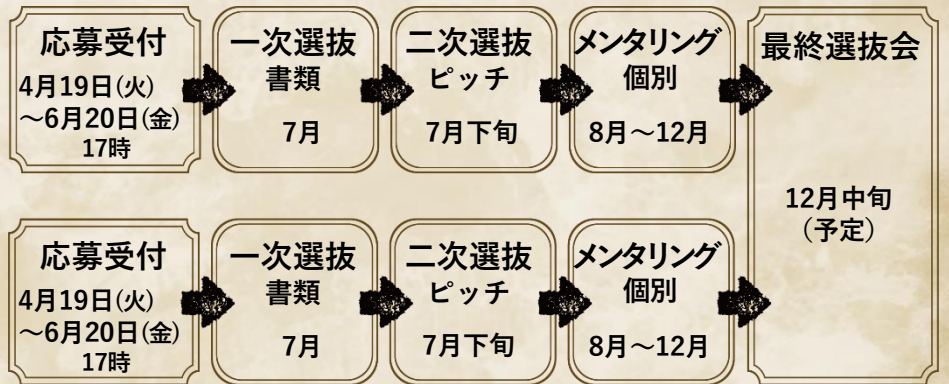 応募受付
4月19日(火)
～6月20日(金)
17時
一次選抜
書類
7月
二次選抜
ピッチ
7月下旬
メンタリング
個別
8月～12月
応募受付
4月19日(火)
～6月20日(金)
17時
一次選抜
書類
7月
二次選抜
ピッチ
7月下旬
メンタリング
個別
8月～12月
最終選抜会
12月中旬
（予定）